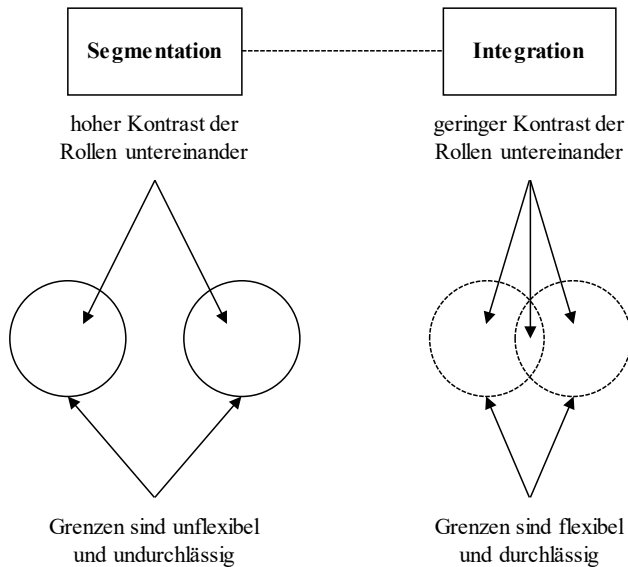 Segmentation
Integration
hoher Kontrast der
Rollen untereinander
geringer Kontrast der
Rollen untereinander
Grenzen sind unflexibel
und undurchlässig
Grenzen sind flexibel
und durchlässig